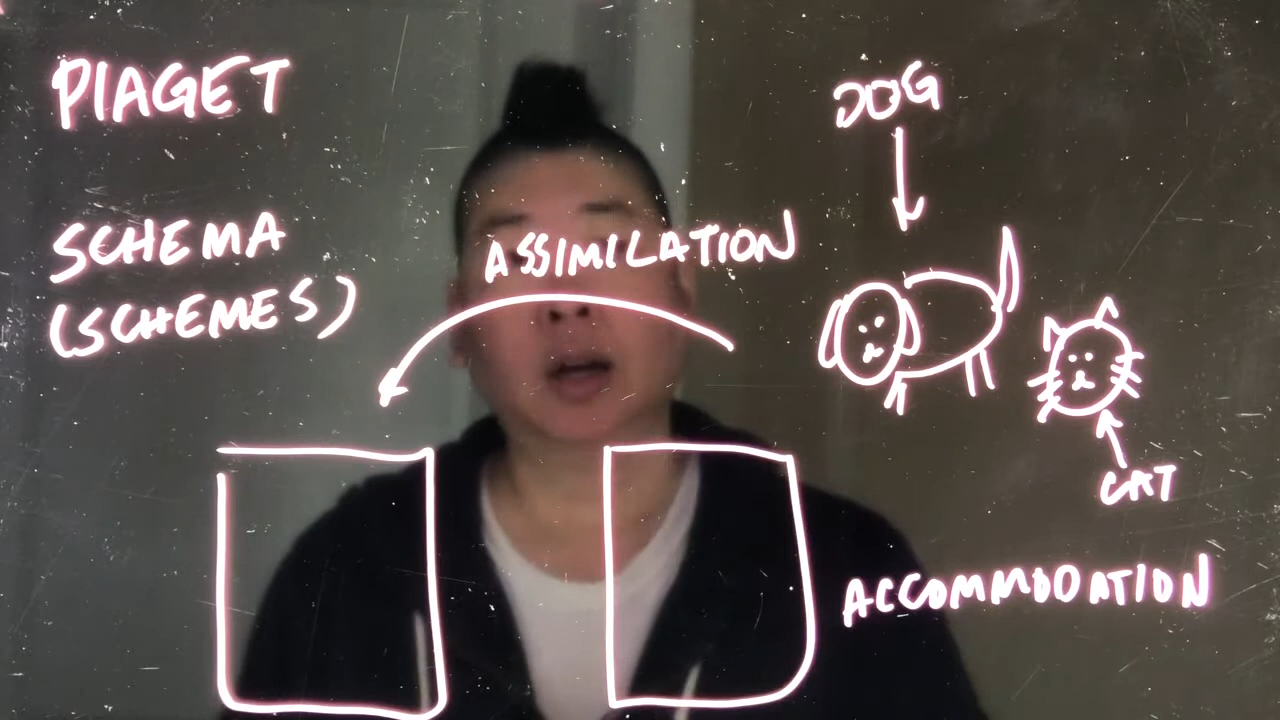 PIAGET
SCHEMA
(SCHEMES)
ASSIMILATION
DOG
CAT
ACCOMMODATION